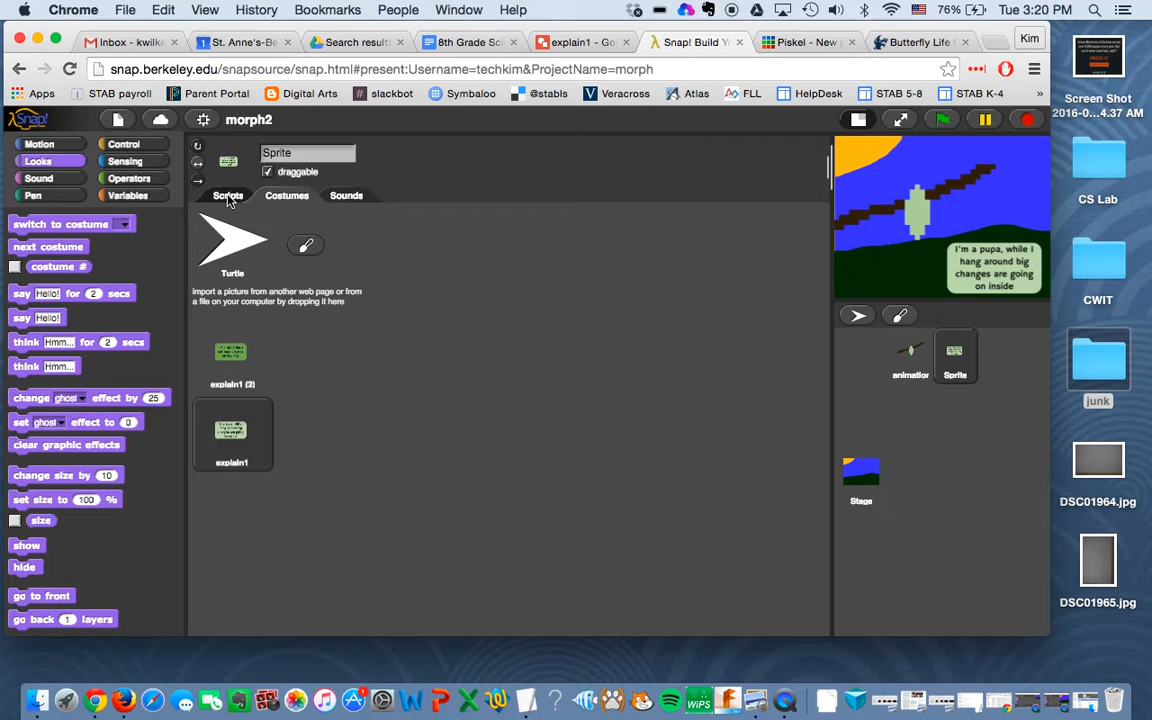 Chrome File Edit View History Bookmarks People Window Help 76% Tue 3:20 PM
Inbox - kwilke St. Anne's-Be Search results 8th Grade Sci explain1 - Go Snap! Build Y Piskel - New p Butterfly Life Kim
snap.berkeley.edu/snapsource/snap.html#present:Username=techkim&ProjectName=morph
Apps STAB payroll Parent Portal Digital Arts slackbot Symbaloo @stabls Veracross Atlas FLL HelpDesk STAB 5-8 STAB K-4 »
Snap! morph2
Motion Control
Looks Sensing
Sound Operators
Pen Variables
Sprite
draggable
Scripts Costumes Sounds
switch to costume
next costume
costume #
say Hello! for 2 secs
say Hello!
think Hmm... for 2 secs
think Hmm...
change ghost effect by 25
set ghost effect to 0
clear graphic effects
change size by 10
set size to 100 %
size
show
hide
go to front
go back 1 layers
Turtle
import a picture from another web page or from
a file on your computer by dropping it here
explain1 (2)
explain1
I'm a pupa, while I
hang around big
changes are going
on inside
animation Sprite
Stage
Screen Shot
2016-0...4.37 AM
CS Lab
CWIT
junk
DSC01964.jpg
DSC01965.jpg
WiPS